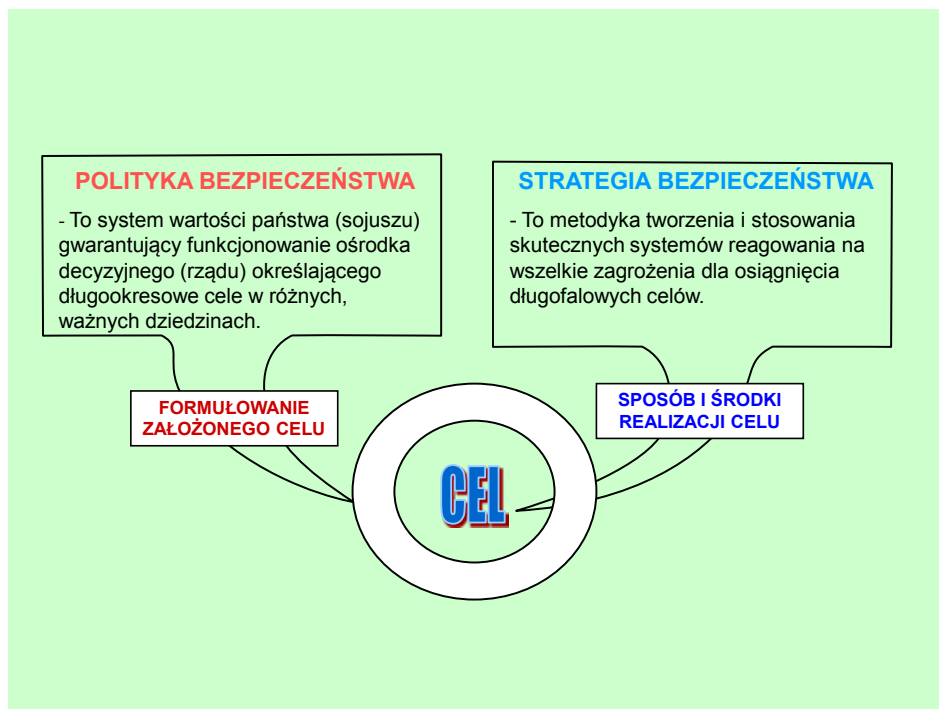 POLITYKA BEZPIECZEŃSTWA
- To system wartości państwa (sojuszu)
gwarantujący funkcjonowanie ośrodka
decyzyjnego (rządu) określającego
długookresowe cele w różnych,
ważnych dziedzinach.
STRATEGIA BEZPIECZEŃSTWA
- To metodyka tworzenia i stosowania
skutecznych systemów reagowania na
wszelkie zagrożenia dla osiągnięcia
długofalowych celów.
FORMUŁOWANIE
ZAŁOŻONEGO CELU
SPOSÓB I ŚRODKI
REALIZACJI CELU
CEL